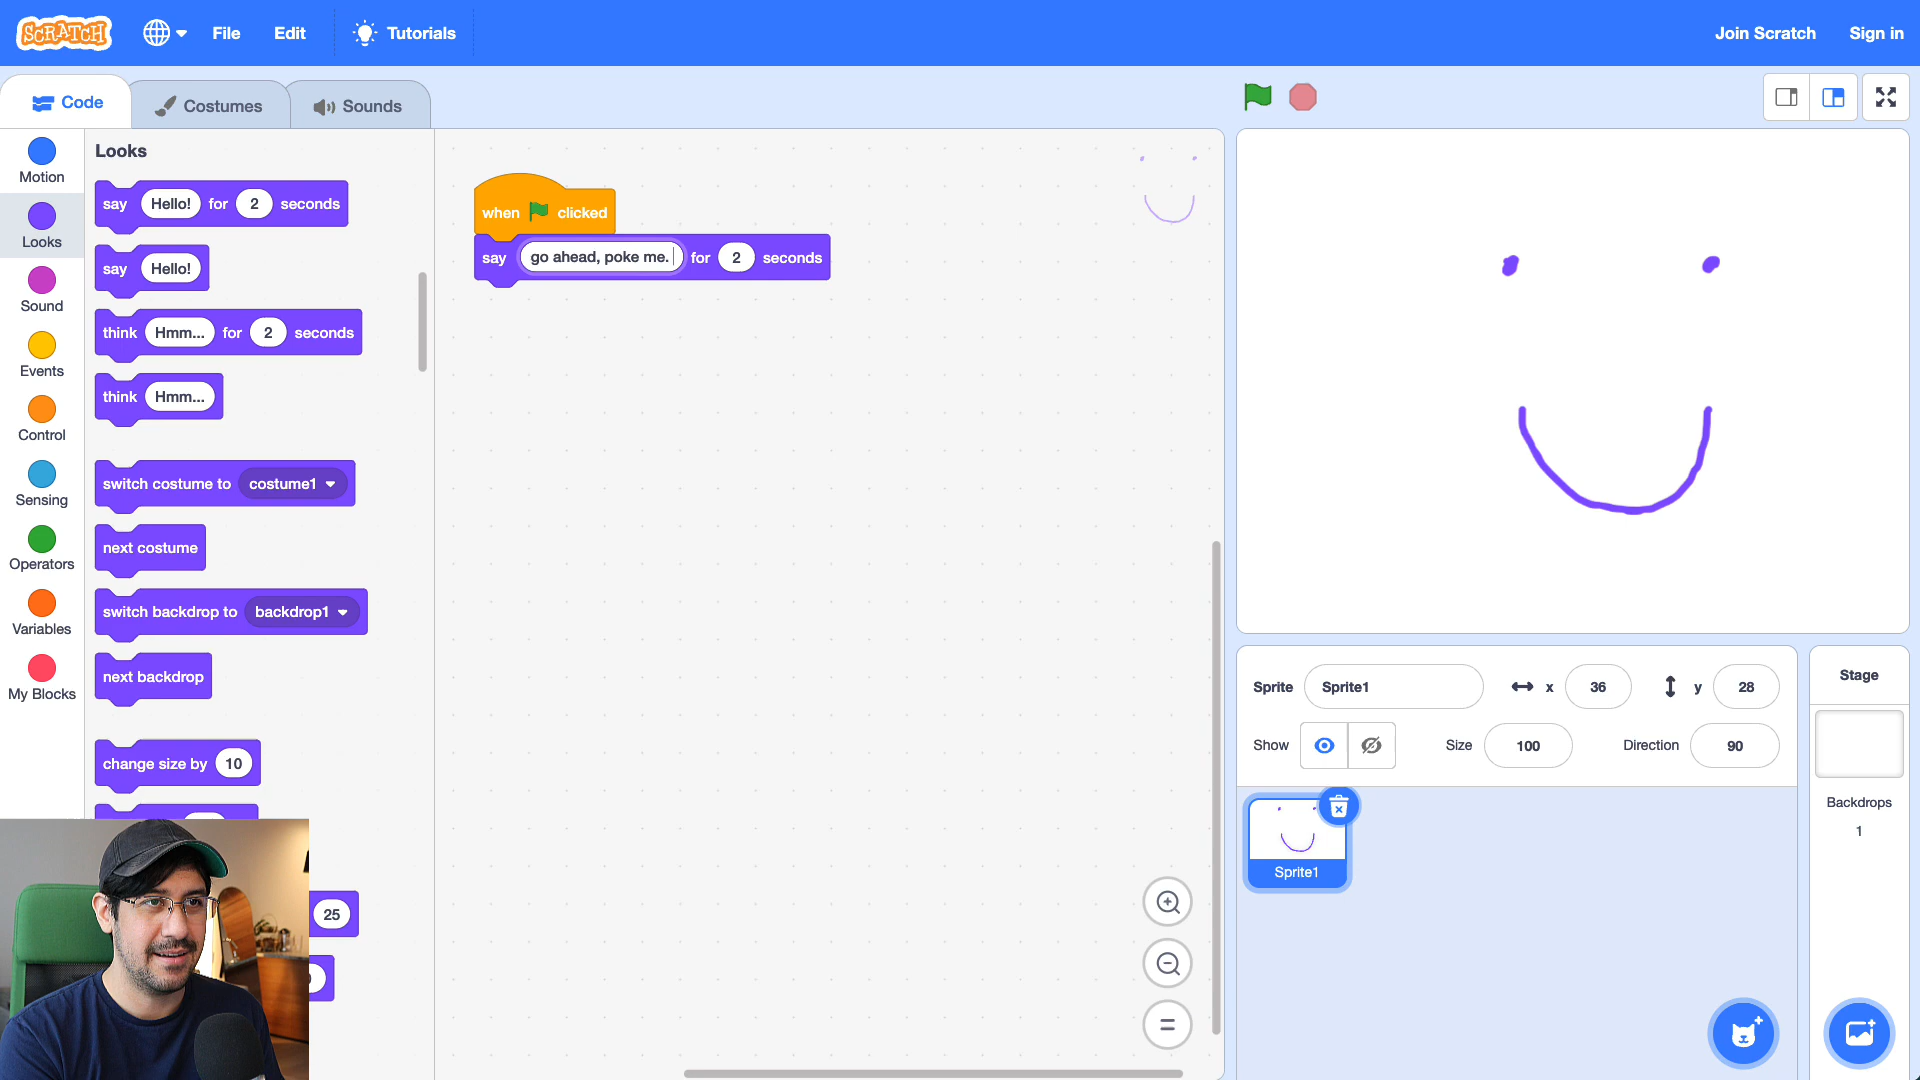 SCRATCH File Edit Tutorials Join Scratch Sign in
Code Costumes Sounds
Motion
Looks
Sound
Events
Control
Sensing
Operators
Variables
My Blocks
Looks
say Hello! for 2 seconds
say Hello!
think Hmm... for 2 seconds
think Hmm...
switch costume to costume1
next costume
switch backdrop to backdrop1
next backdrop
change size by 10
25
when clicked
say go ahead, poke me. for 2 seconds
Sprite Sprite1 x 36 y 28
Show Size 100 Direction 90
Sprite1
Stage
Backdrops
1